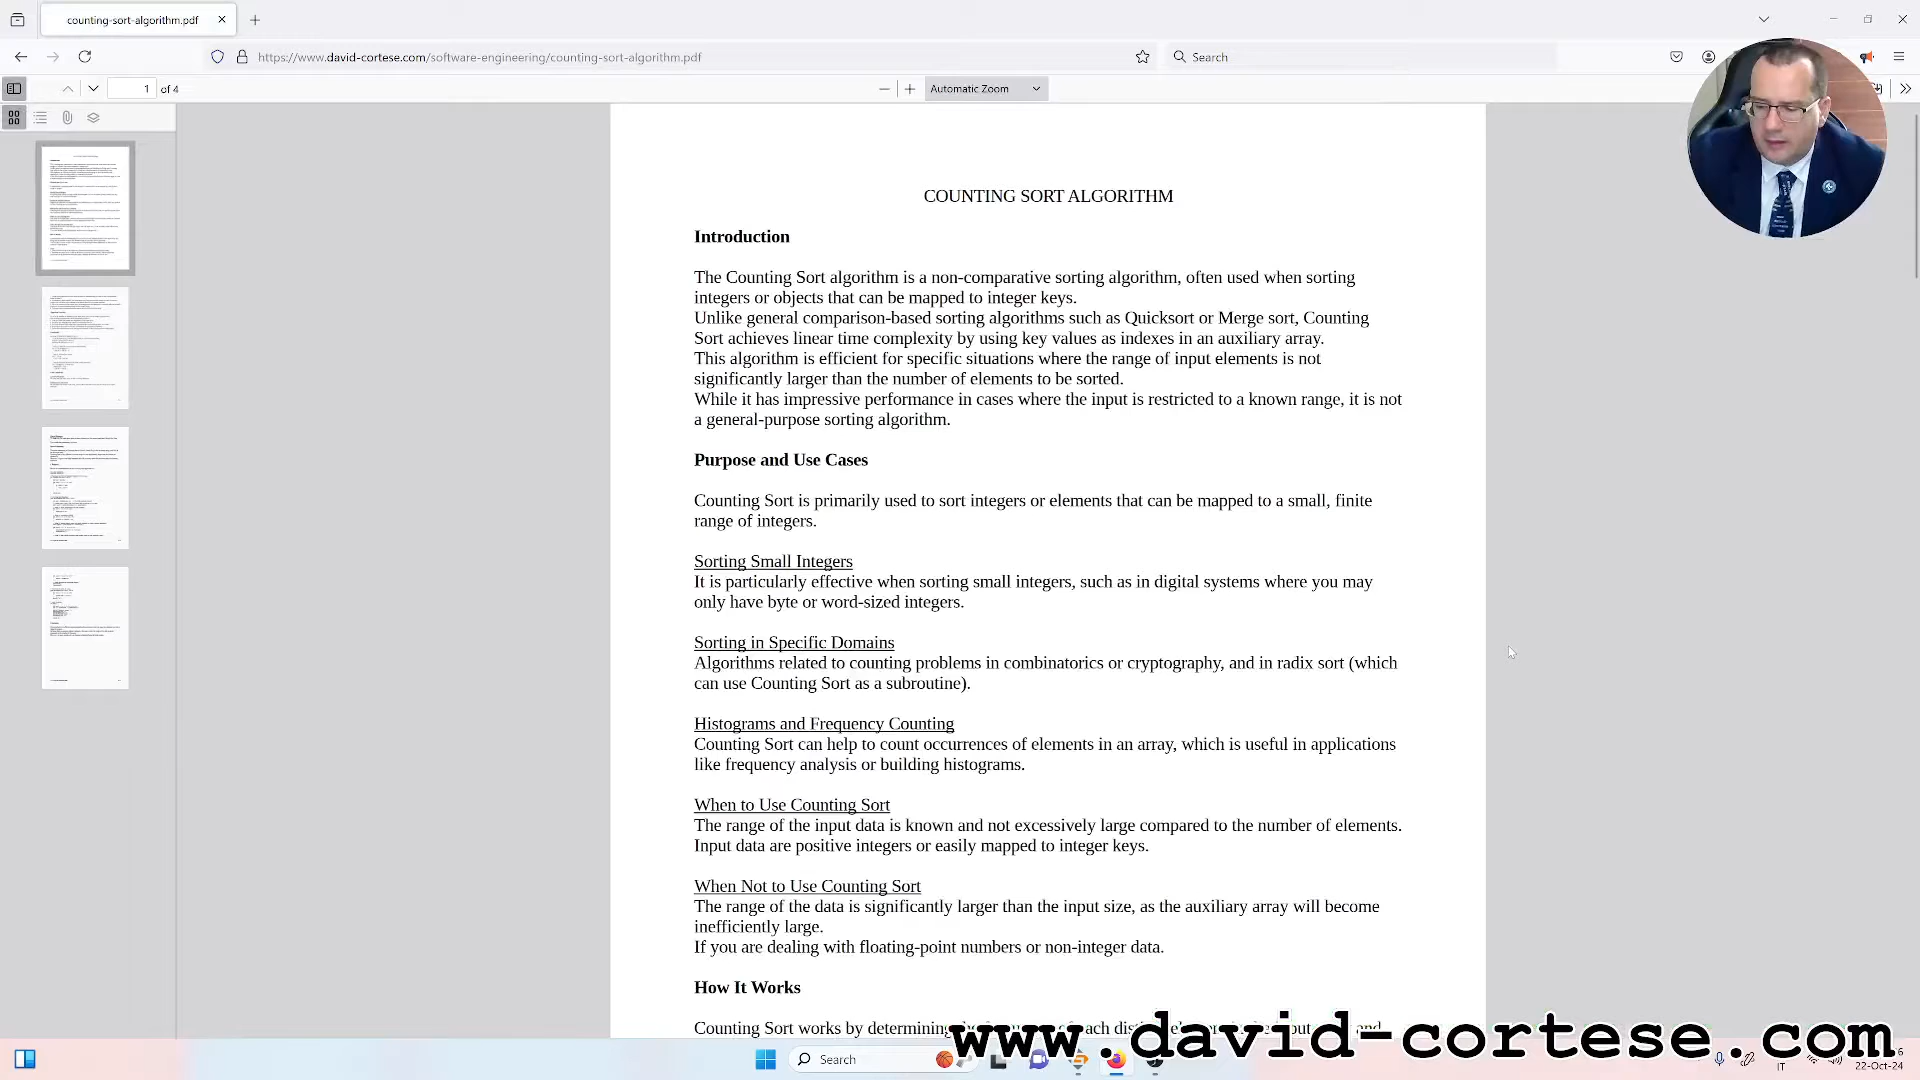 counting-sort-algorithm.pdf
https://www.david-cortese.com/software-engineering/counting-sort-algorithm.pdf
Search
1 of 4
Automatic Zoom
COUNTING SORT ALGORITHM
Introduction
The Counting Sort algorithm is a non-comparative sorting algorithm, often used when sorting
integers or objects that can be mapped to integer keys.
Unlike general comparison-based sorting algorithms such as Quicksort or Merge sort, Counting
Sort achieves linear time complexity by using key values as indexes in an auxiliary array.
This algorithm is efficient for specific situations where the range of input elements is not
significantly larger than the number of elements to be sorted.
While it has impressive performance in cases where the input is restricted to a known range, it is not
a general-purpose sorting algorithm.
Purpose and Use Cases
Counting Sort is primarily used to sort integers or elements that can be mapped to a small, finite
range of integers.
Sorting Small Integers
It is particularly effective when sorting small integers, such as in digital systems where you may
only have byte or word-sized integers.
Sorting in Specific Domains
Algorithms related to counting problems in combinatorics or cryptography, and in radix sort (which
can use Counting Sort as a subroutine).
Histograms and Frequency Counting
Counting Sort can help to count occurrences of elements in an array, which is useful in applications
like frequency analysis or building histograms.
When to Use Counting Sort
The range of the input data is known and not excessively large compared to the number of elements.
Input data are positive integers or easily mapped to integer keys.
When Not to Use Counting Sort
The range of the data is significantly larger than the input size, as the auxiliary array will become
inefficiently large.
If you are dealing with floating-point numbers or non-integer data.
How It Works
Counting Sort works by determining
www.david-cortese.com
Search
IT
22-Oct-24